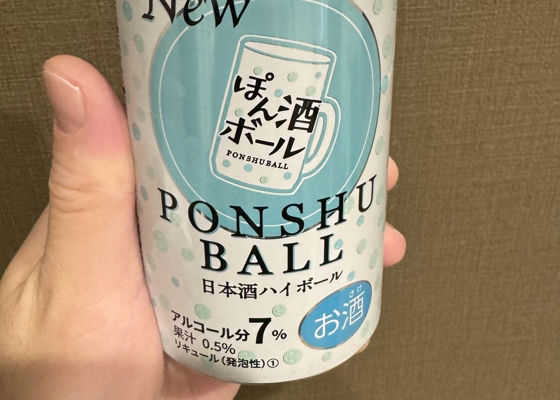 New
ぽん酒
ボール
PONSHUBALL
PONSHU
BALL
日本酒ハイボール
アルコール分7%
果汁 0.5%
リキュール(発泡性)①
さけ
お酒